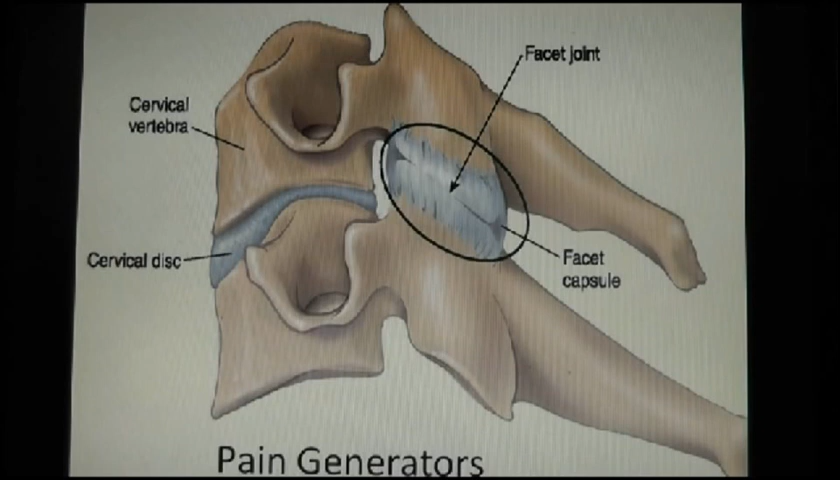 Facet joint
Cervical
vertebra
Cervical disc
Facet
capsule
Pain Generators